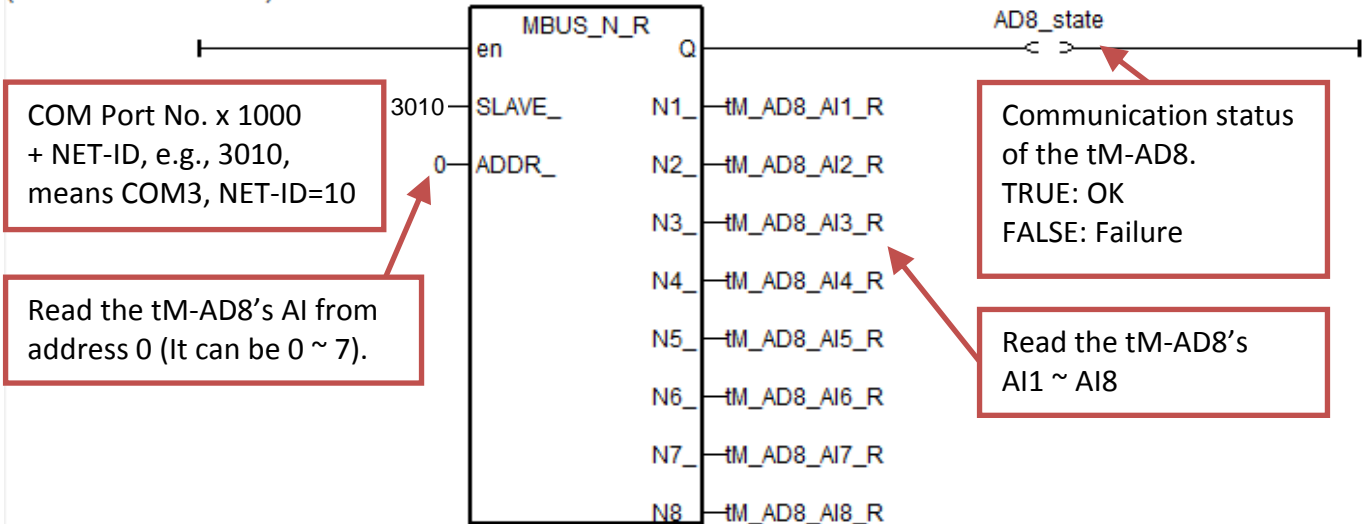 MBUS_N_R
AD8_state
en
Q
COM Port No. x 1000
+ NET-ID, e.g., 3010,
means COM3, NET-ID=10
3010
SLAVE_
N1_
tM_AD8_AI1_R
Communication status
of the tM-AD8.
TRUE: OK
FALSE: Failure
0
ADDR_
N2_
tM_AD8_AI2_R
N3_
tM_AD8_AI3_R
Read the tM-AD8’s AI from
address 0 (It can be 0 ~ 7).
N4_
tM_AD8_AI4_R
N5_
tM_AD8_AI5_R
Read the tM-AD8’s
AI1 ~ AI8
N6_
tM_AD8_AI6_R
N7_
tM_AD8_AI7_R
N8_
tM_AD8_AI8_R